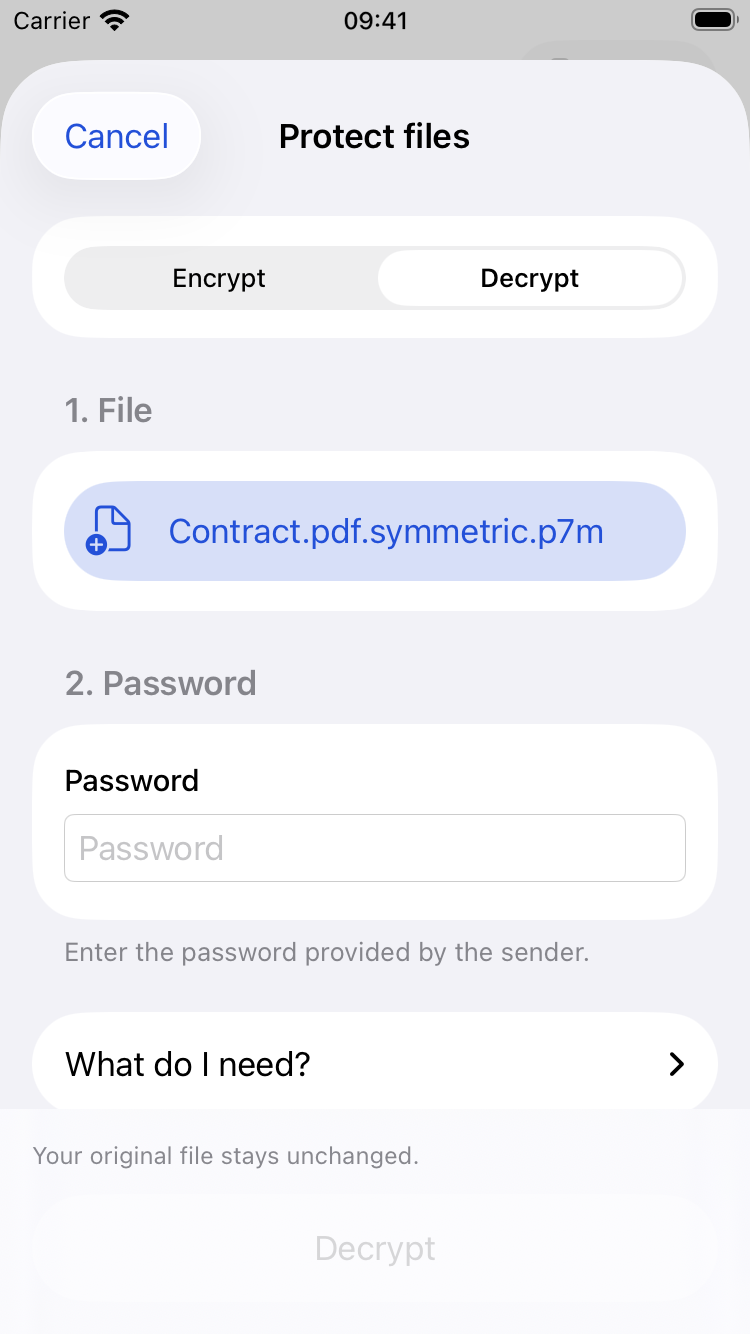 Carrier 09:41
Cancel Protect files
Encrypt Decrypt
1. File
Contract.pdf.symmetric.p7m
2. Password
Password
Password
Enter the password provided by the sender.
What do I need?
Your original file stays unchanged.
Decrypt